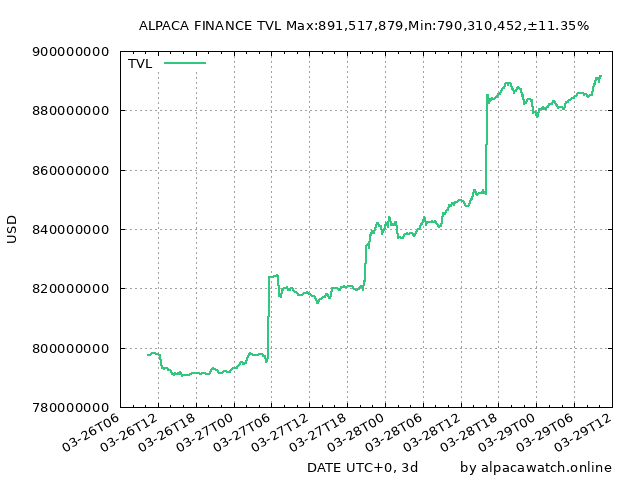 ALPACA FINANCE TVL Max:891,517,879,Min:790,310,452,±11.35%
TVL
900000000
880000000
860000000
840000000
820000000
800000000
780000000
USD
03-26T06
03-26T12
03-26T18
03-27T00
03-27T06
03-27T12
03-27T18
03-28T00
03-28T06
03-28T12
03-28T18
03-29T00
03-29T06
03-29T12
DATE UTC+0, 3d
by alpacawatch.online